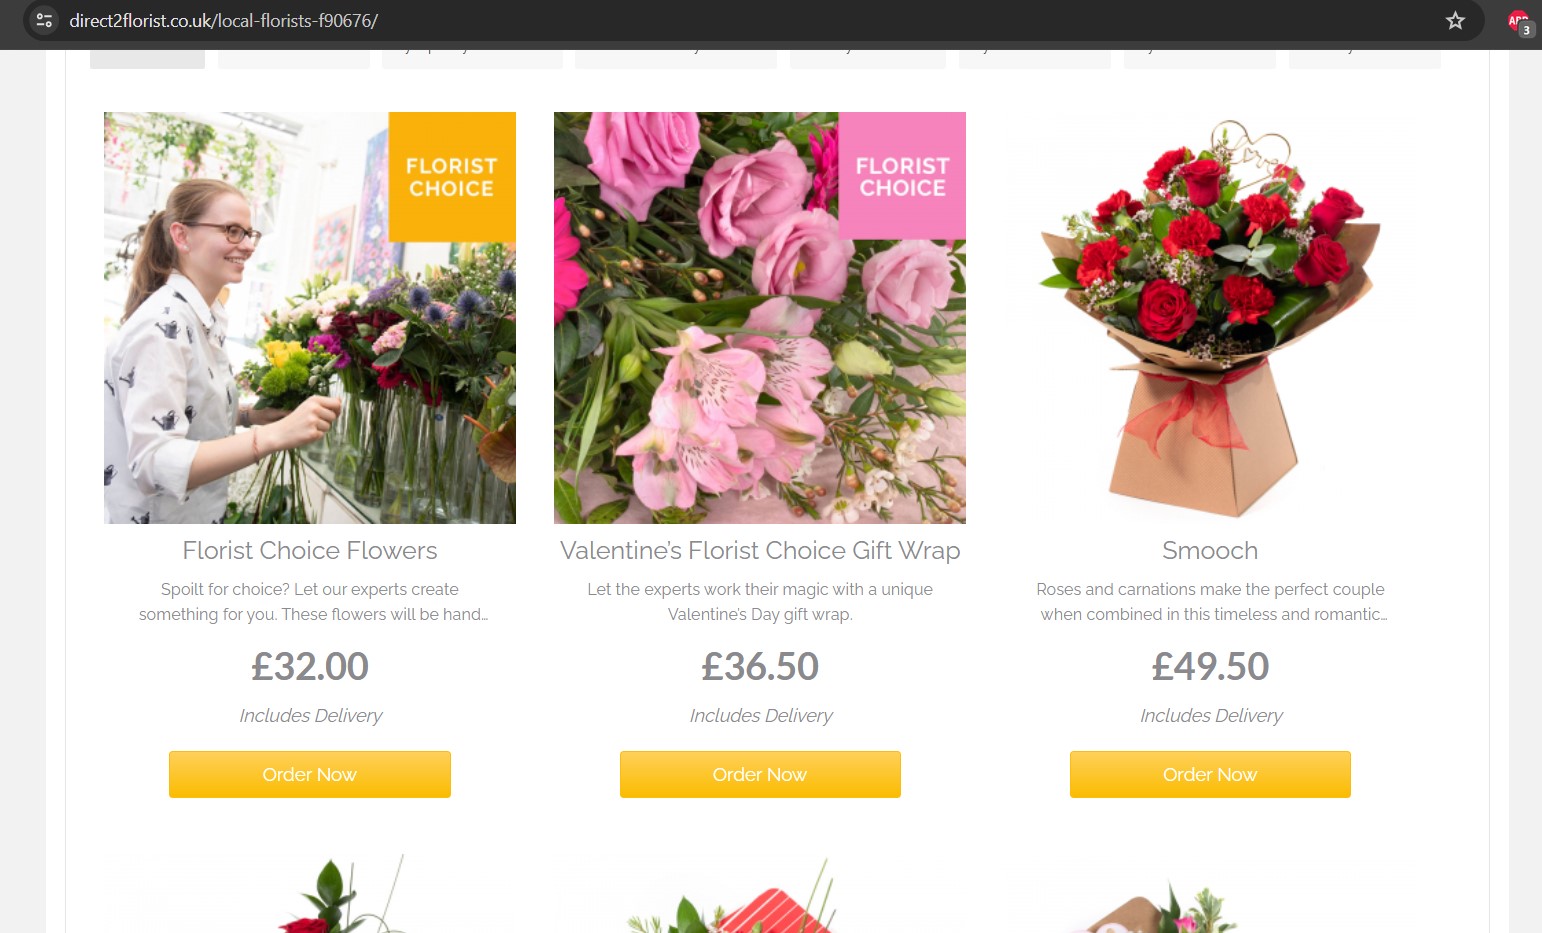 direct2florist.co.uk/local-florists-f90676/
ABP
3
FLORIST
CHOICE
FLORIST
CHOICE
Love
Florist Choice Flowers
Spoilt for choice? Let our experts create
something for you. These flowers will be hand...
£32.00
Includes Delivery
Order Now
Valentine's Florist Choice Gift Wrap
Let the experts work their magic with a unique
Valentine's Day gift wrap.
£36.50
Includes Delivery
Order Now
Smooch
Roses and carnations make the perfect couple
when combined in this timeless and romantic...
£49.50
Includes Delivery
Order Now